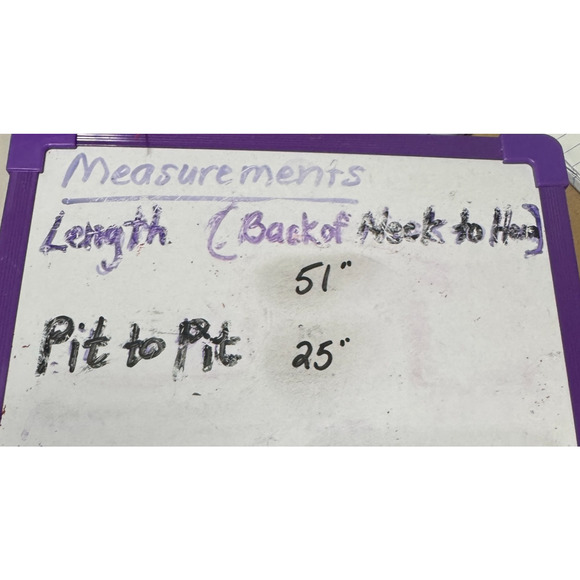 Measurements
Length (Back of Neck to Hem)
51"
Pit to Pit 25"